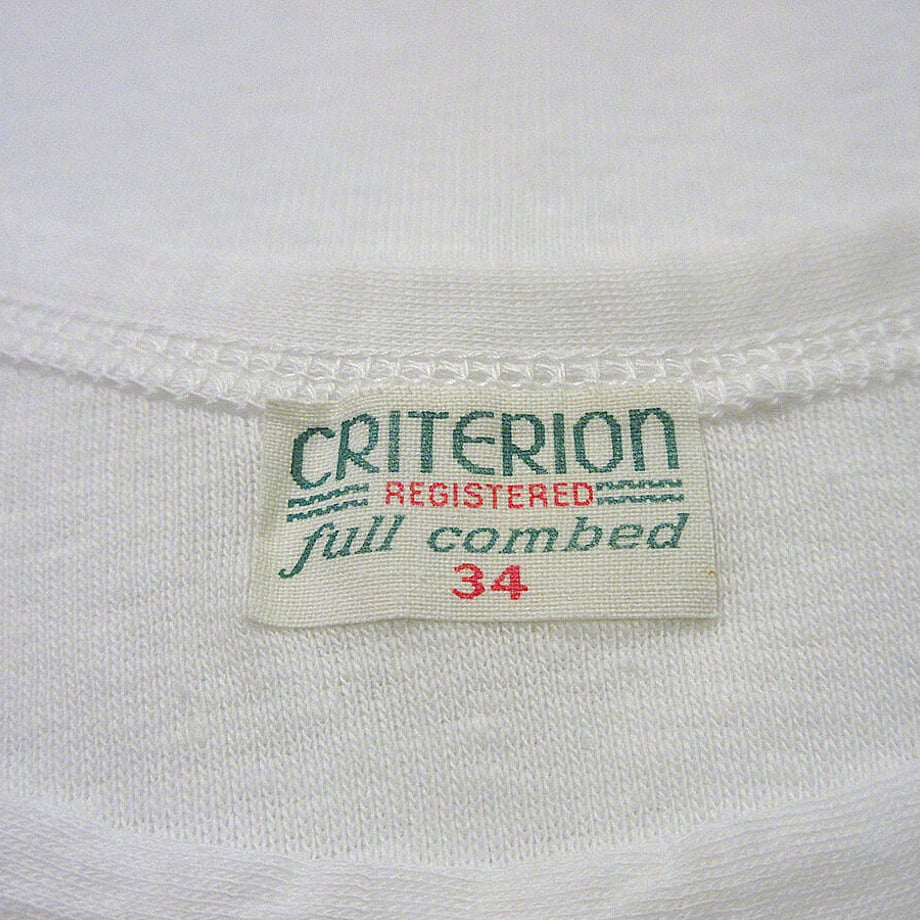 CRITERION
REGISTERED
full combed
34